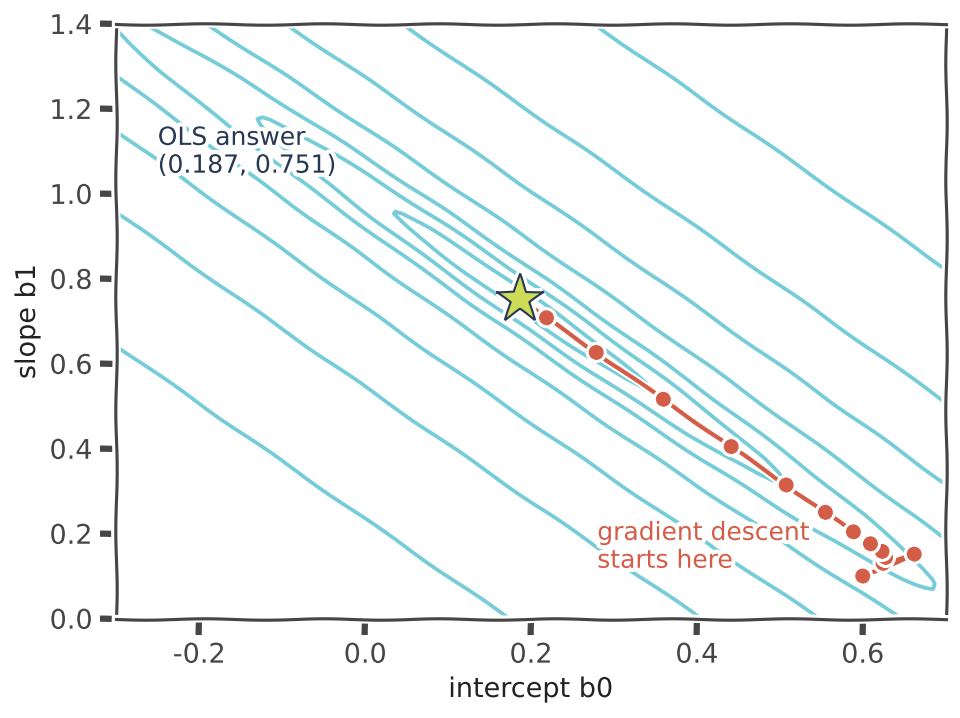 1.4
1.2
1.0
0.8
0.6
0.4
0.2
0.0
slope b1
OLS answer
(0.187, 0.751)
gradient descent
starts here
-0.2 0.0 0.2 0.4 0.6
intercept b0